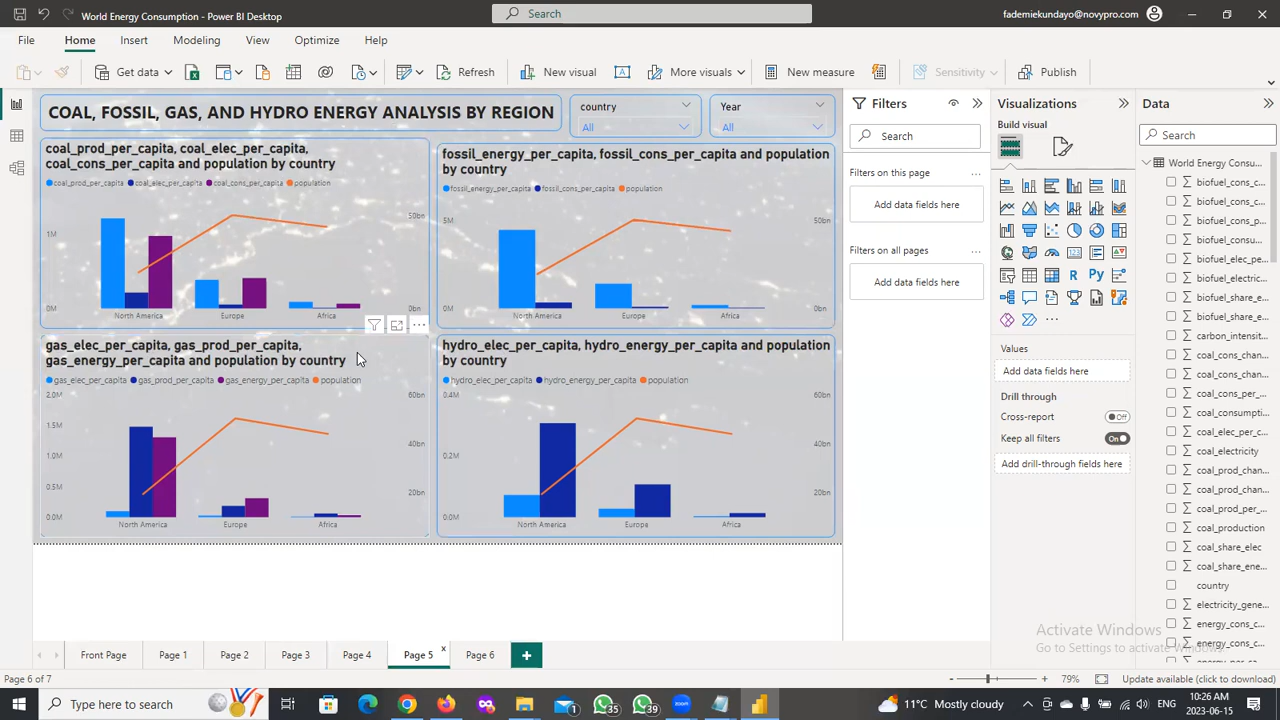 World Energy Consumption - Power BI Desktop
Search
fademiekundayo@novypro.com
File
Home
Insert
Modeling
View
Optimize
Help
Get data
Refresh
New visual
More visuals
New measure
Sensitivity
Publish
COAL, FOSSIL, GAS, AND HYDRO ENERGY ANALYSIS BY REGION
country
All
Year
All
coal_prod_per_capita, coal_elec_per_capita,
coal_cons_per_capita and population by country
coal_prod_per_capita coal_elec_per_capita coal_cons_per_capita population
1M
0M
50bn
0bn
North America Europe Africa
fossil_energy_per_capita, fossil_cons_per_capita and population
by country
fossil_energy_per_capita fossil_cons_per_capita population
5M
0M
50bn
0bn
North America Europe Africa
gas_elec_per_capita, gas_prod_per_capita,
gas_energy_per_capita and population by country
gas_elec_per_capita gas_prod_per_capita gas_energy_per_capita population
2.0M
1.5M
1.0M
0.5M
0.0M
60bn
40bn
20bn
North America Europe Africa
hydro_elec_per_capita, hydro_energy_per_capita and population
by country
hydro_elec_per_capita hydro_energy_per_capita population
0.4M
0.2M
0.0M
60bn
40bn
20bn
North America Europe Africa
Filters
Search
Filters on this page
...
Add data fields here
Filters on all pages
...
Add data fields here
Visualizations
Build visual
R
Py
...
Values
Add data fields here
Drill through
Cross-report
Off
Keep all filters
On
Add drill-through fields here
Data
Search
World Energy Consu...
biofuel_cons_c...
biofuel_cons_c...
biofuel_cons_p...
biofuel_consu...
biofuel_elec_pe...
biofuel_electric...
biofuel_share_e...
biofuel_share_e...
carbon_intensit...
coal_cons_chan...
coal_cons_chan...
coal_cons_per_...
coal_consumpti...
coal_elec_per_c...
coal_electricity
coal_prod_chan...
coal_prod_chan...
coal_prod_per_...
coal_production
coal_share_elec
coal_share_ene...
country
electricity_gene...
energy_cons_c...
energy_cons_c...
Activate Windows
Go to Settings to activate Windows.
Front Page
Page 1
Page 2
Page 3
Page 4
Page 5
Page 6
Page 6 of 7
79%
Update available (click to download)
Type here to search
1
35
39
zoom
11°C Mostly cloudy
ENG
10:26 AM
2023-06-15